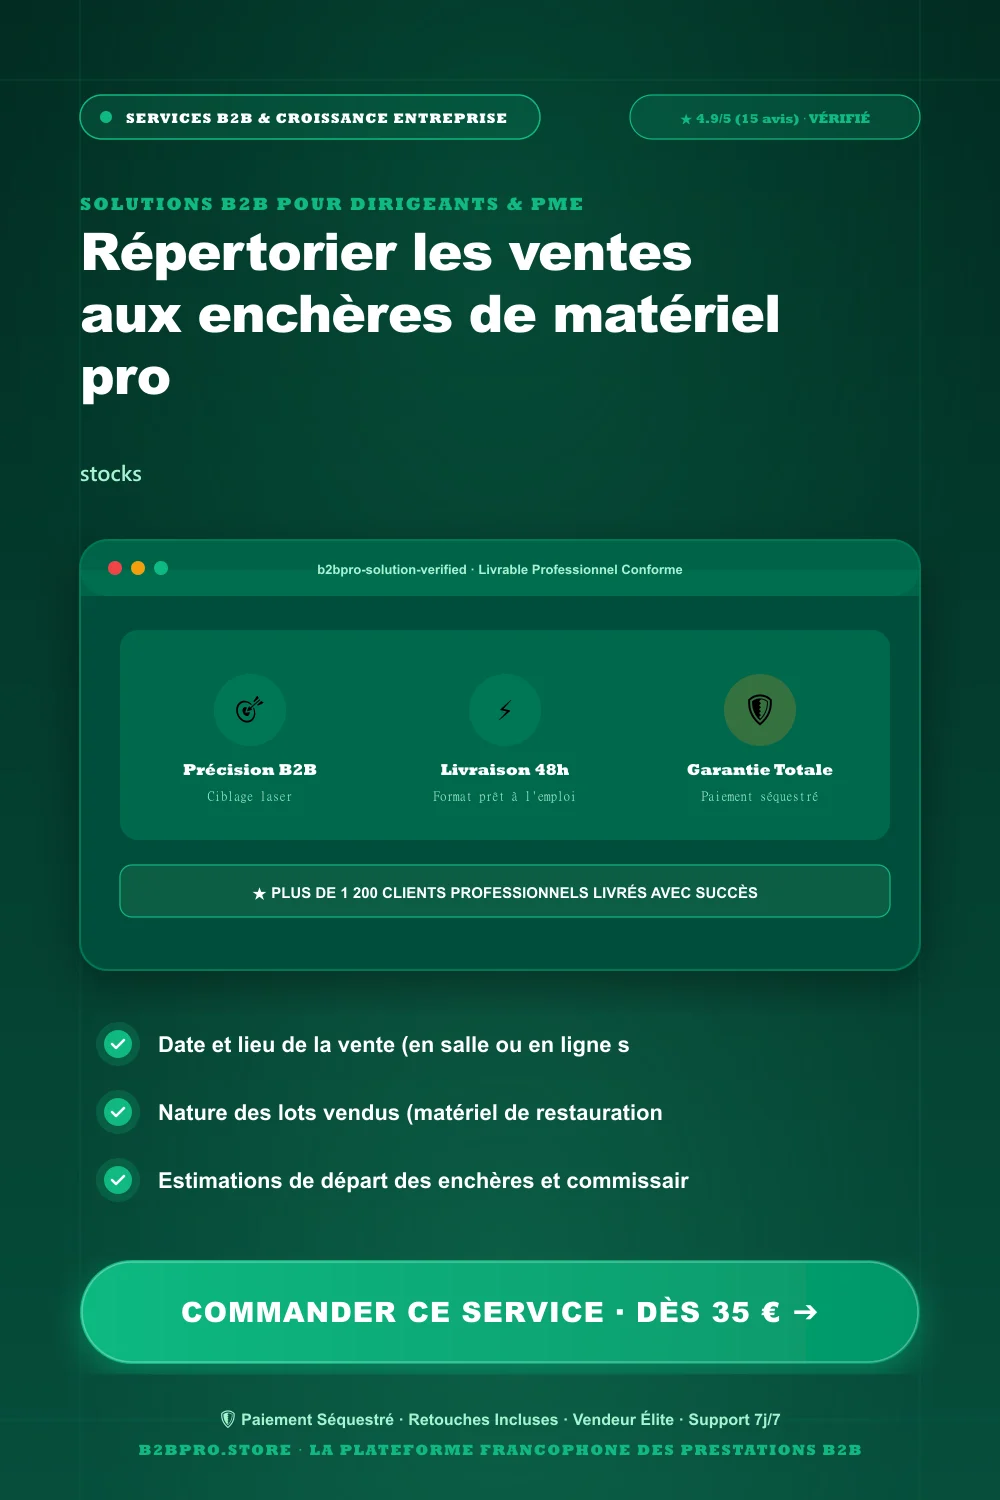 SERVICES B2B & CROISSANCE ENTREPRISE
★ 4.9/5 (15 avis) · VÉRIFIÉ
SOLUTIONS B2B POUR DIRIGEANTS & PME
Répertorier les ventes
aux enchères de matériel
pro
stocks
b2bpro-solution-verified · Livrable Professionnel Conforme
Précision B2B
Livraison 48h
Garantie Totale
Ciblage laser
Format prêt à l'emploi
Paiement séquestré
★ PLUS DE 1 200 CLIENTS PROFESSIONNELS LIVRÉS AVEC SUCCÈS
Date et lieu de la vente (en salle ou en ligne s
Nature des lots vendus (matériel de restauration
Estimations de départ des enchères et commissair
COMMANDER CE SERVICE · DÈS 35 € →
Paiement Séquestré · Retouches Incluses · Vendeur Élite · Support 7j/7
B2BPRO.STORE · LA PLATEFORME FRANCOPHONE DES PRESTATIONS B2B